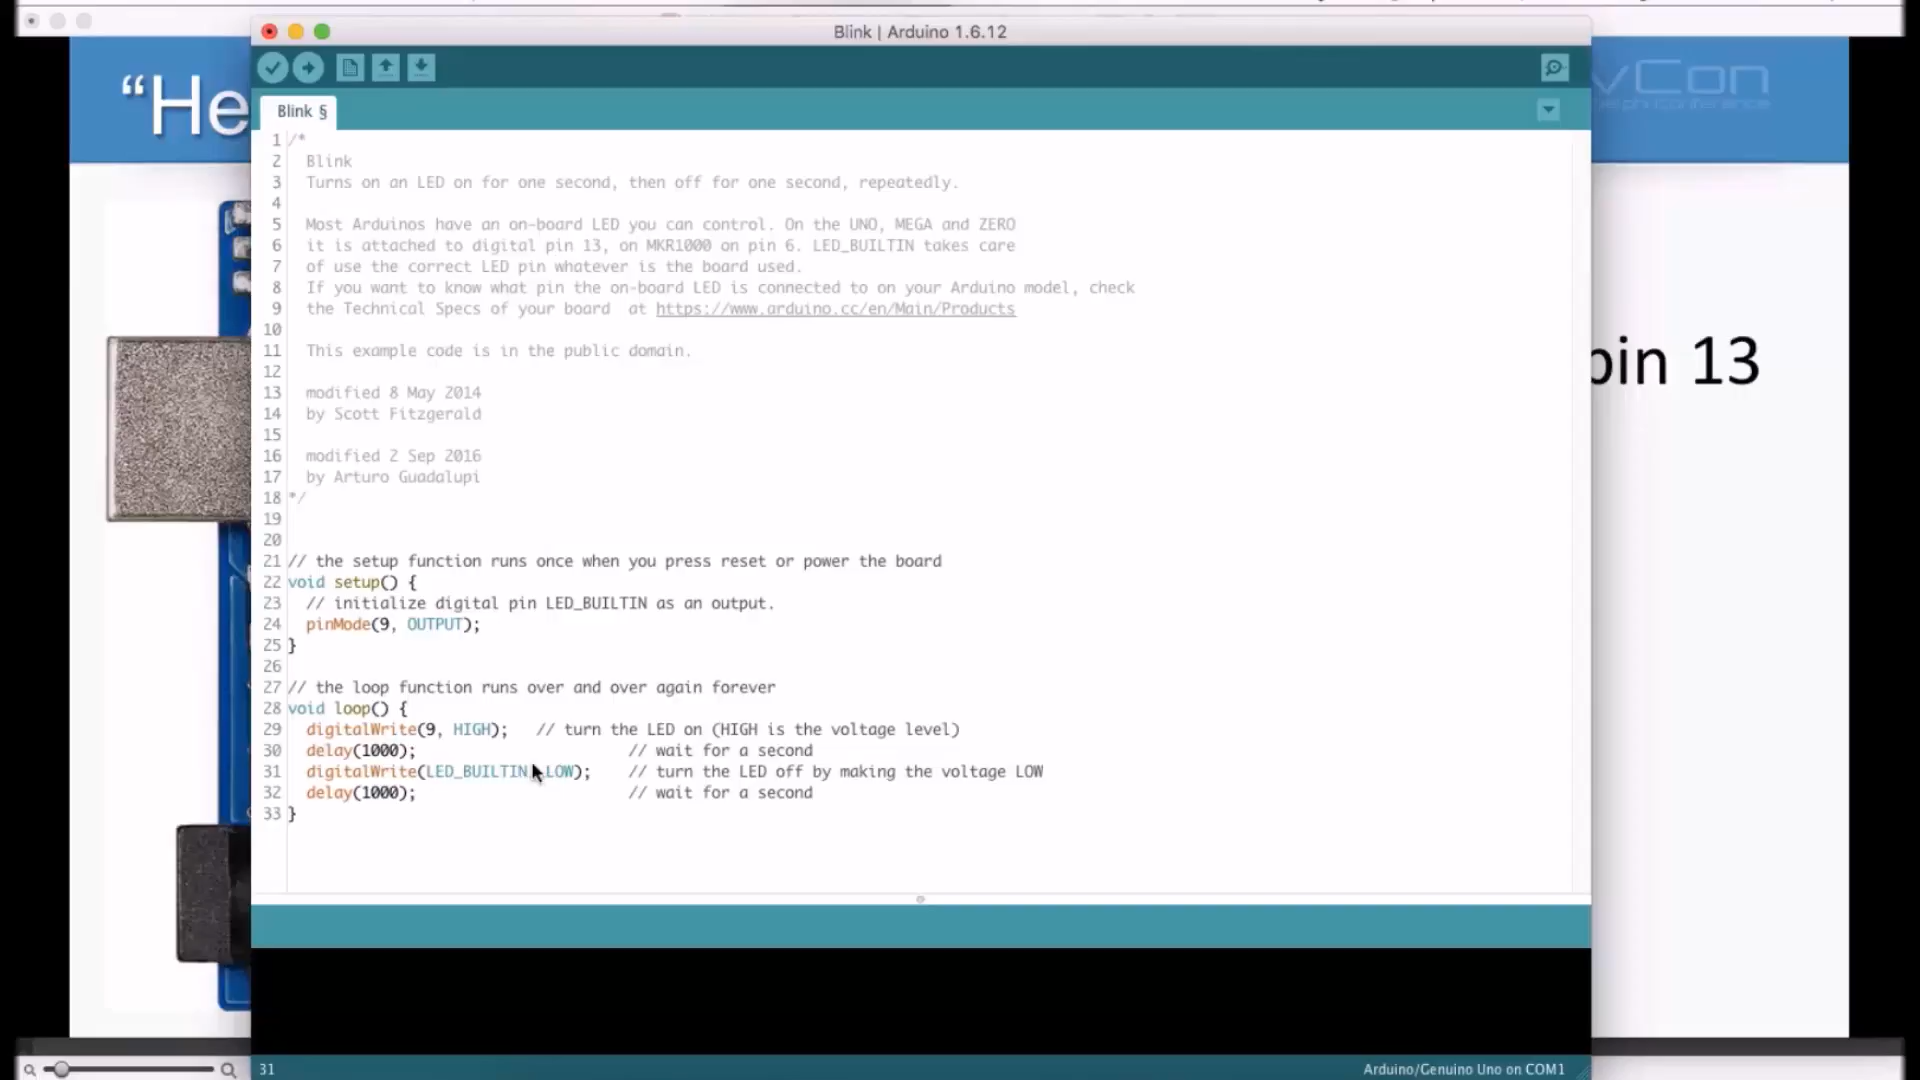 Blink | Arduino 1.6.12
“He
vCon
Blink §
1 /*
2 Blink
3 Turns on an LED on for one second, then off for one second, repeatedly.
4
5 Most Arduinos have an on-board LED you can control. On the UNO, MEGA and ZERO
6 it is attached to digital pin 13, on MKR1000 on pin 6. LED_BUILTIN takes care
7 of use the correct LED pin whatever is the board used.
8 If you want to know what pin the on-board LED is connected to on your Arduino model, check
9 the Technical Specs of your board  at https://www.arduino.cc/en/Main/Products
10
11 This example code is in the public domain.
12
13 modified 8 May 2014
14 by Scott Fitzgerald
15
16 modified 2 Sep 2016
17 by Arturo Guadalupi
18 */
19
20
21 // the setup function runs once when you press reset or power the board
22 void setup() {
23 // initialize digital pin LED_BUILTIN as an output.
24 pinMode(9, OUTPUT);
25 }
26
27 // the loop function runs over and over again forever
28 void loop() {
29 digitalWrite(9, HIGH);   // turn the LED on (HIGH is the voltage level)
30 delay(1000);                       // wait for a second
31 digitalWrite(LED_BUILTIN, LOW);    // turn the LED off by making the voltage LOW
32 delay(1000);                       // wait for a second
33 }
pin 13
31
Arduino/Genuino Uno on COM1